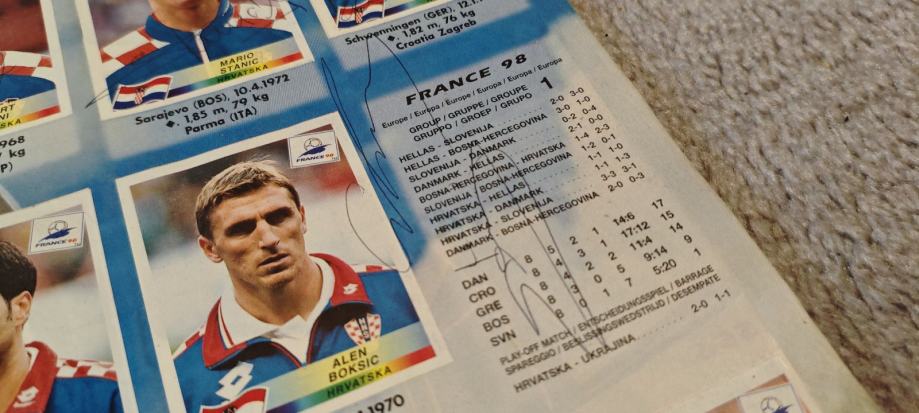 MARIO
STANIC
HRVATSKA
Sarajevo (BOS), 10.4.1972
1,85 m, 79 kg
Parma (ITA)
Schwenningen (GER),
1,82 m, 76 kg
Croatia Zagreb
FRANCE 98
ALEN
BOKSIC
HRVATSKA
FRANCE 98
Europe / Europe / Europa / Europa / Europa / Europa
GROUP / GRUPPE / GROUPE 1
GRUPPO / GROEP / GRUPO
HELLAS - SLOVENIJA 2-0 3-0
HELLAS - BOSNA-HERCEGOVINA 3-0 1-0
SLOVENIJA - DANMARK 0-2 0-4
DANMARK - HELLAS 2-1 0-0
BOSNA-HERCEGOVINA - HRVATSKA 1-4 2-3
SLOVENIJA - BOSNA-HERCEGOVINA 1-2 0-1
HRVATSKA - HELLAS 1-1 1-0
HRVATSKA - DANMARK 1-1 1-3
HRVATSKA - SLOVENIJA 3-3 3-1
DANMARK - BOSNA-HERCEGOVINA 2-0 0-3
DAN 8 5 2 1 14:6 17
CRO 8 4 3 1 17:12 15
GRE 8 4 2 2 11:4 14
BOS 8 3 0 5 9:14 9
SVN 8 0 1 7 5:20 1
PLAY-OFF MATCH / ENTSCHEIDUNGSSPIEL / BARRAGE
SPAREGGIO / BESLISSINGSWEDSTRIJD / DESEMPATE
HRVATSKA - UKRAJINA 2-0 1-1